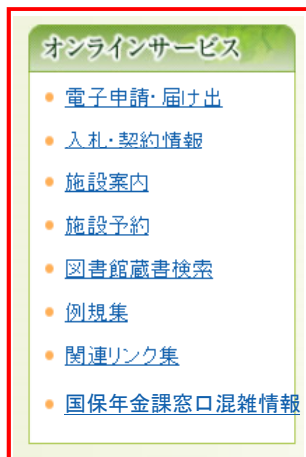 オンラインサービス
電子申請・届け出
入札・契約情報
施設案内
施設予約
図書館蔵書検索
例規集
関連リンク集
国保年金課窓口混雑情報